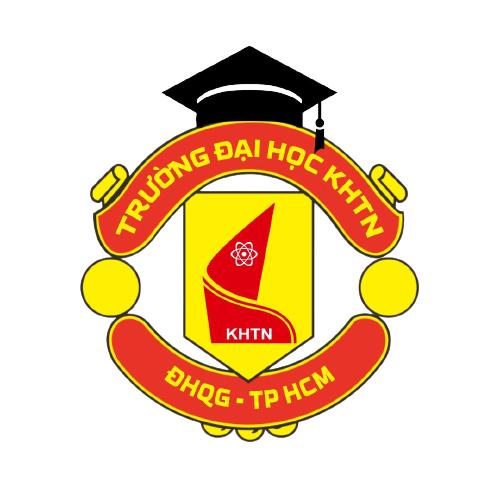 TRƯỜNG ĐẠI HỌC KHTN
KHTN
ĐHQG - TP HCM